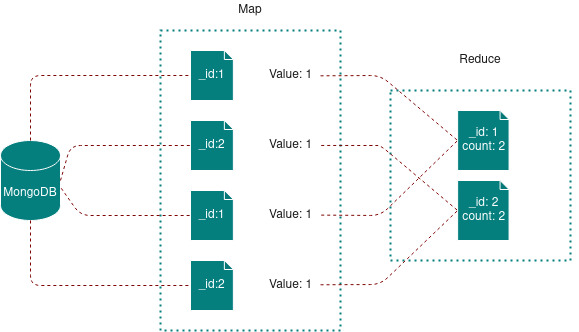 Map
Reduce
_id:1 Value: 1
_id:2 Value: 1
_id: 1
count: 2
MongoDB
_id:1 Value: 1
_id: 2
count: 2
_id:2 Value: 1